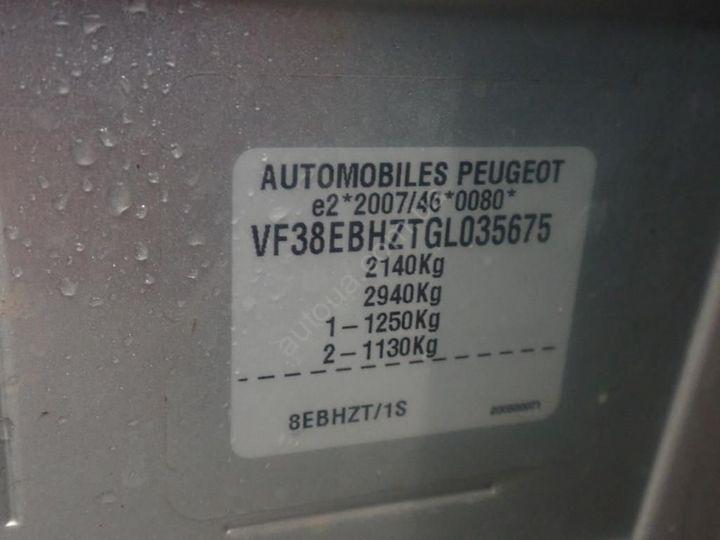 AUTOMOBILES PEUGEOT
e2*2007/46*0080*
VF38EBHZTGL035675
2140Kg
2940Kg
1-1250Kg
2-1130Kg
8EBHZT/1S